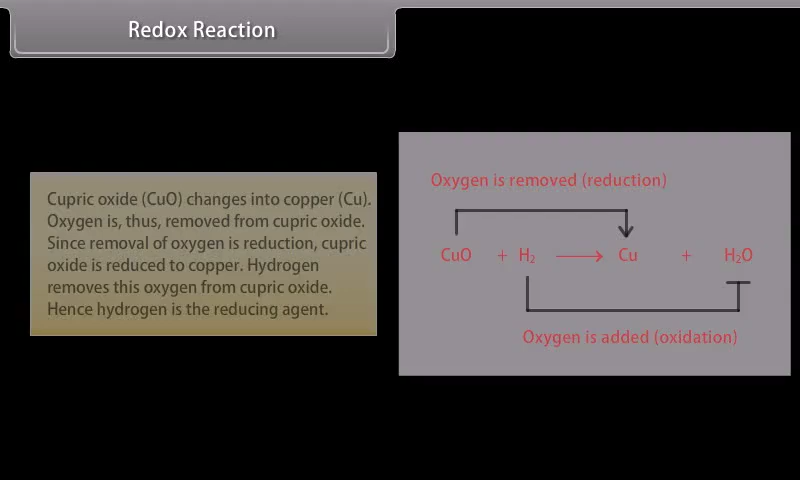 Redox Reaction
Cupric oxide (CuO) changes into copper (Cu).
Oxygen is, thus, removed from cupric oxide.
Since removal of oxygen is reduction, cupric
oxide is reduced to copper. Hydrogen
removes this oxygen from cupric oxide.
Hence hydrogen is the reducing agent.
Oxygen is removed (reduction)
CuO + H₂ ⟶ Cu + H₂O
Oxygen is added (oxidation)